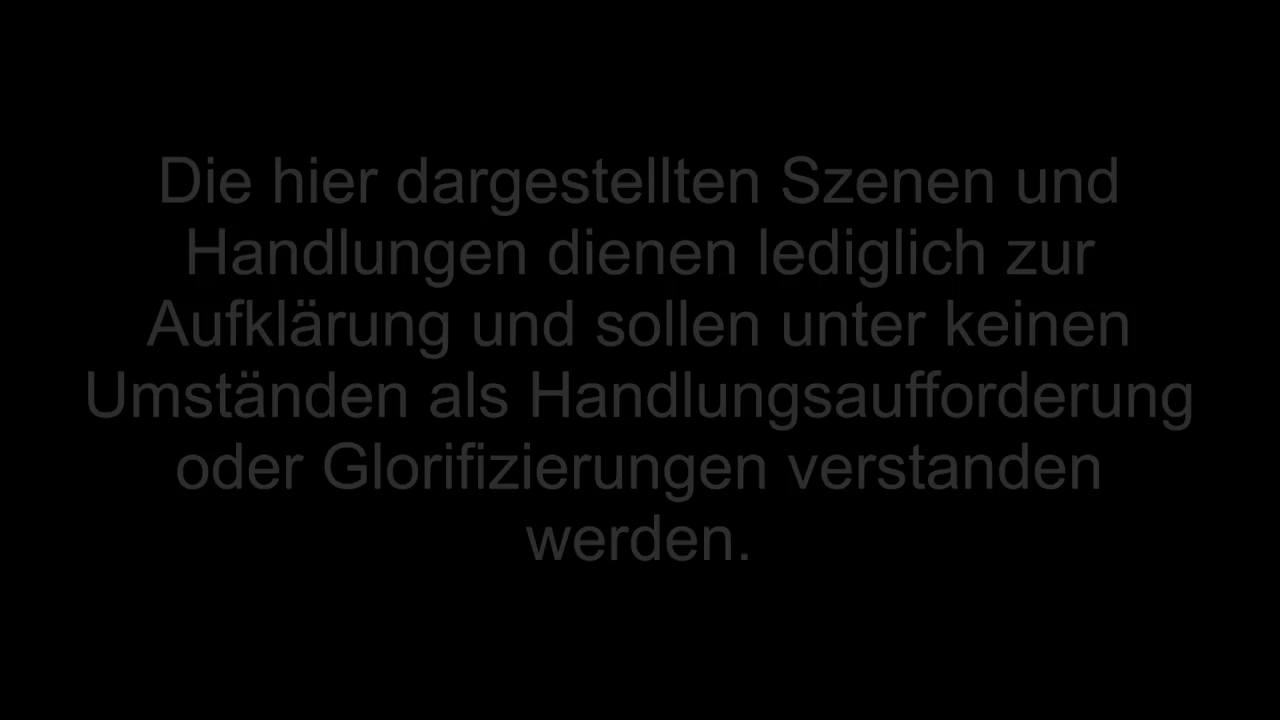 Die hier dargestellten Szenen und
Handlungen dienen lediglich zur
Aufklärung und sollen unter keinen
Umständen als Handlungsaufforderung
oder Glorifizierungen verstanden
werden.